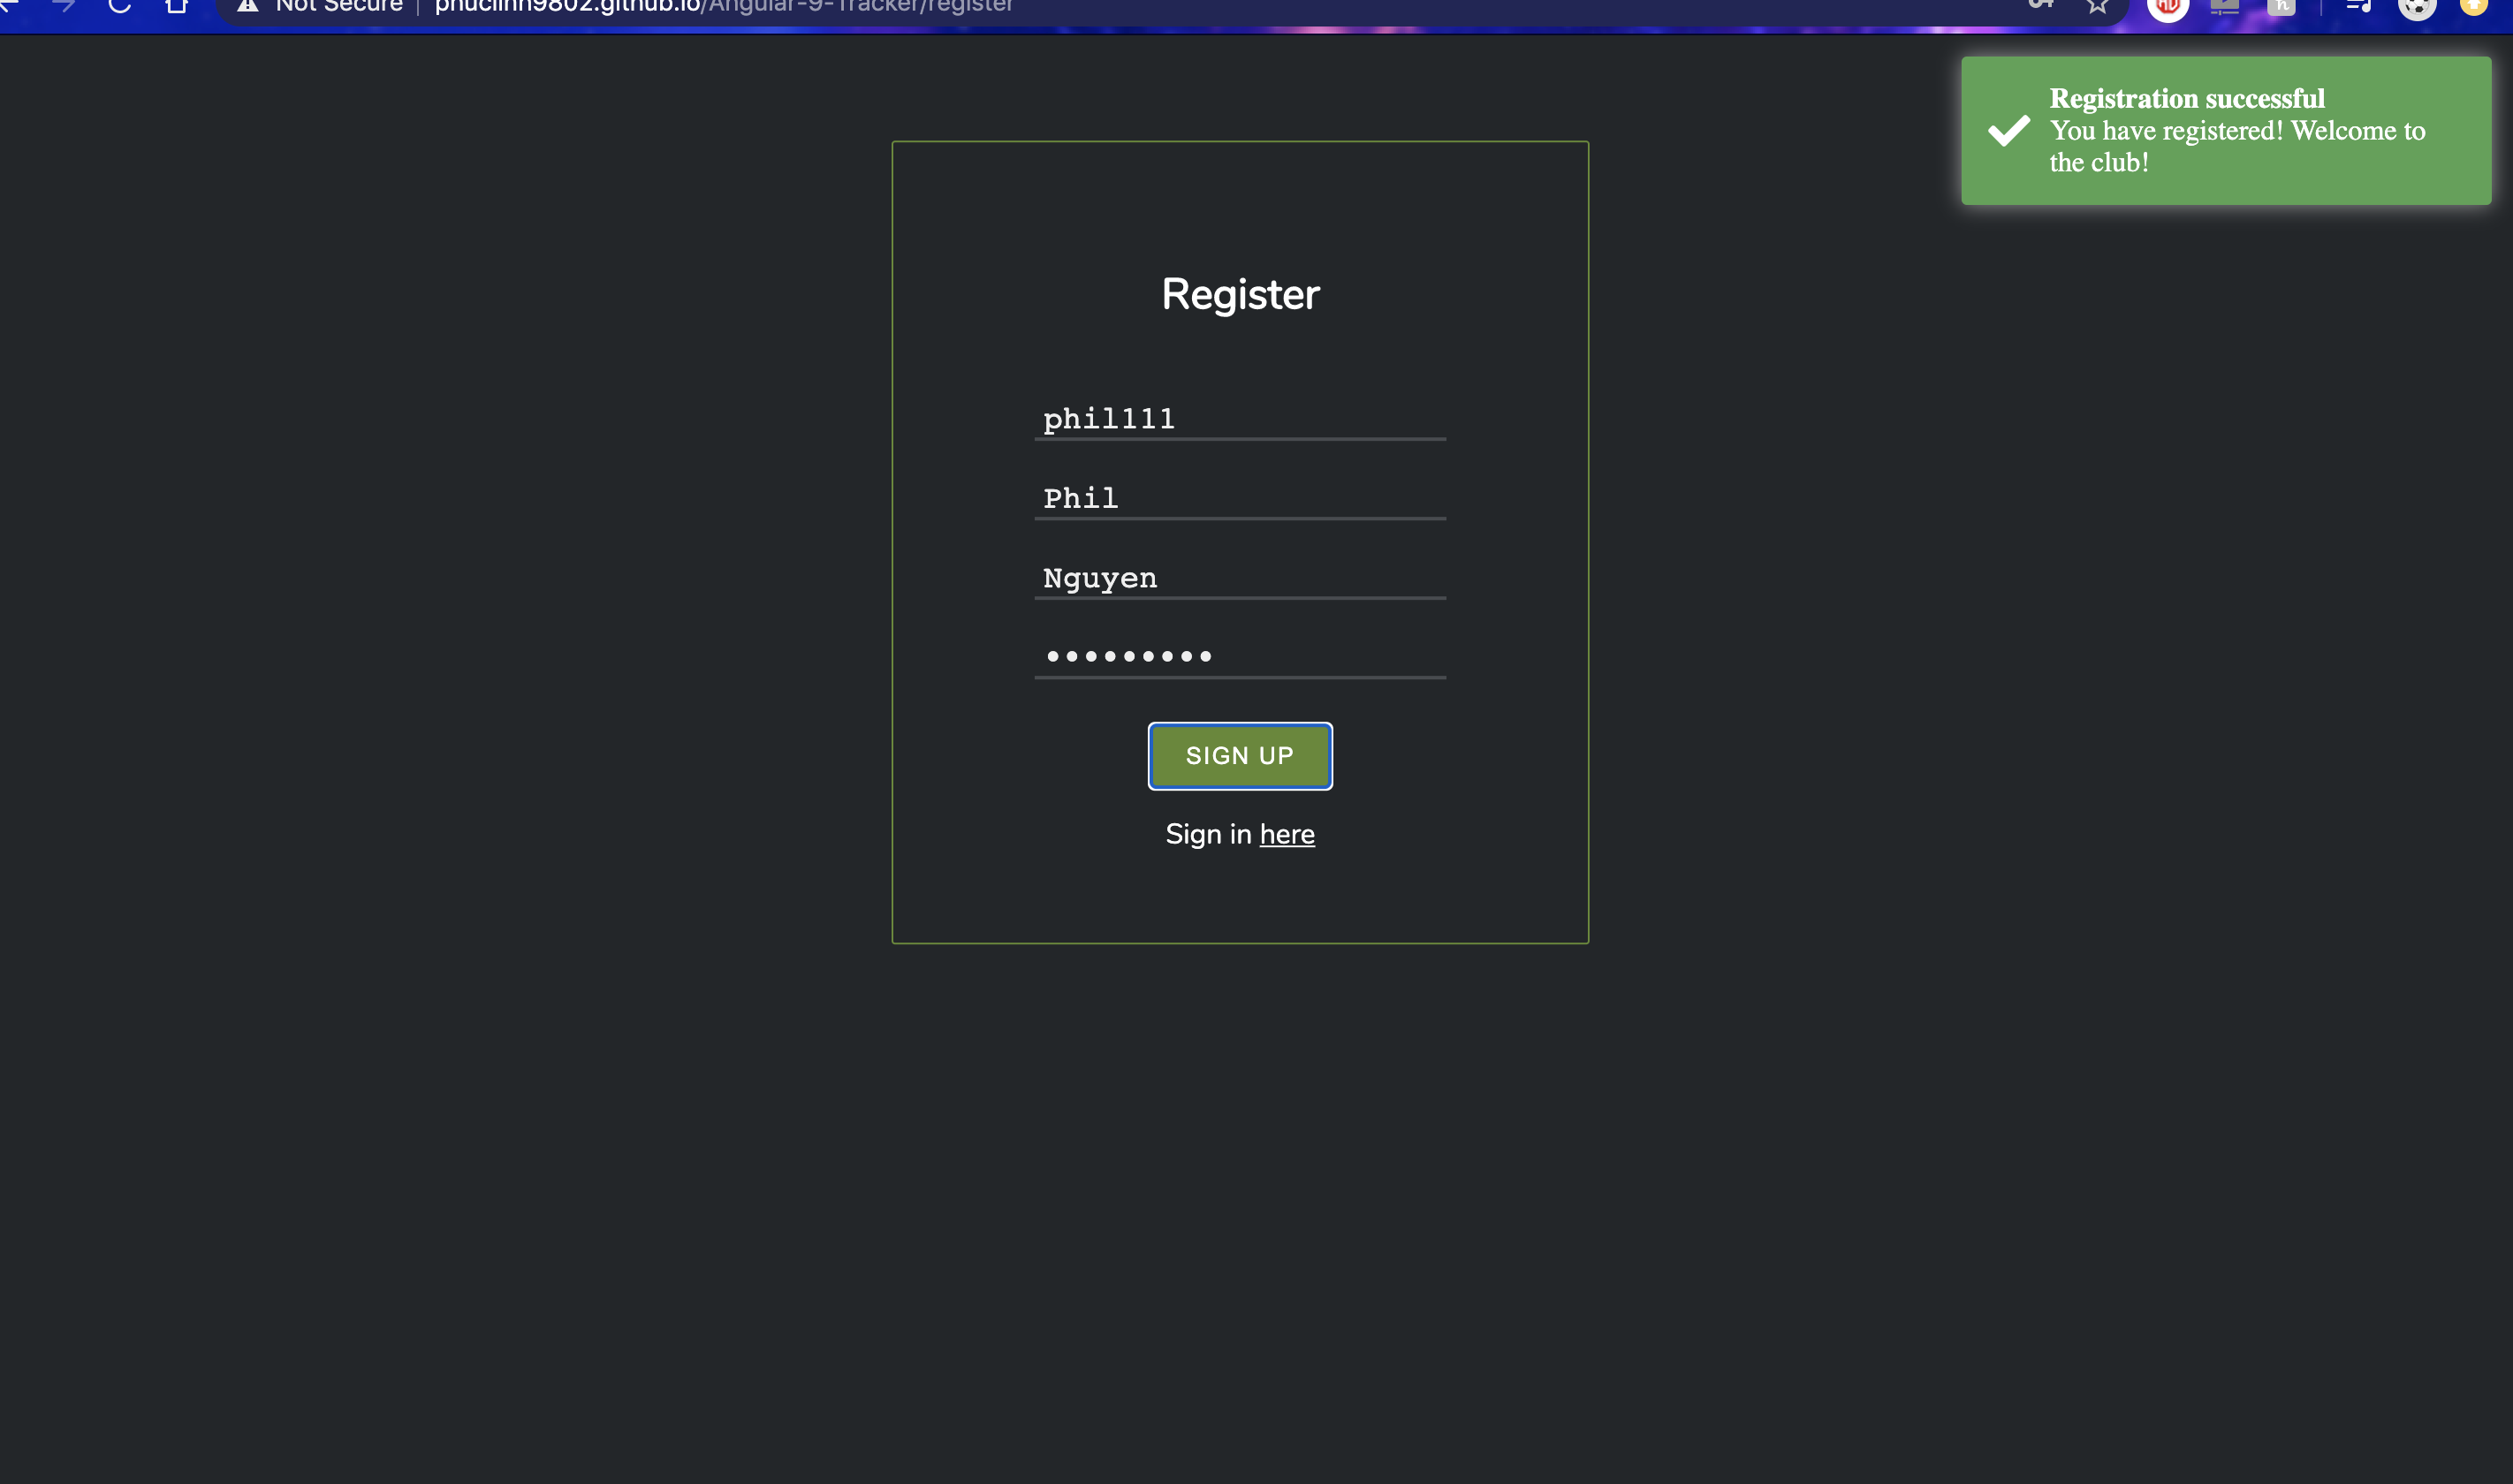 Not Secure phuclinh9802.github.io/Angular-9-Tracker/register
Registration successful
You have registered! Welcome to
the club!
Register
phil111
Phil
Nguyen
•••••••••
SIGN UP
Sign in here